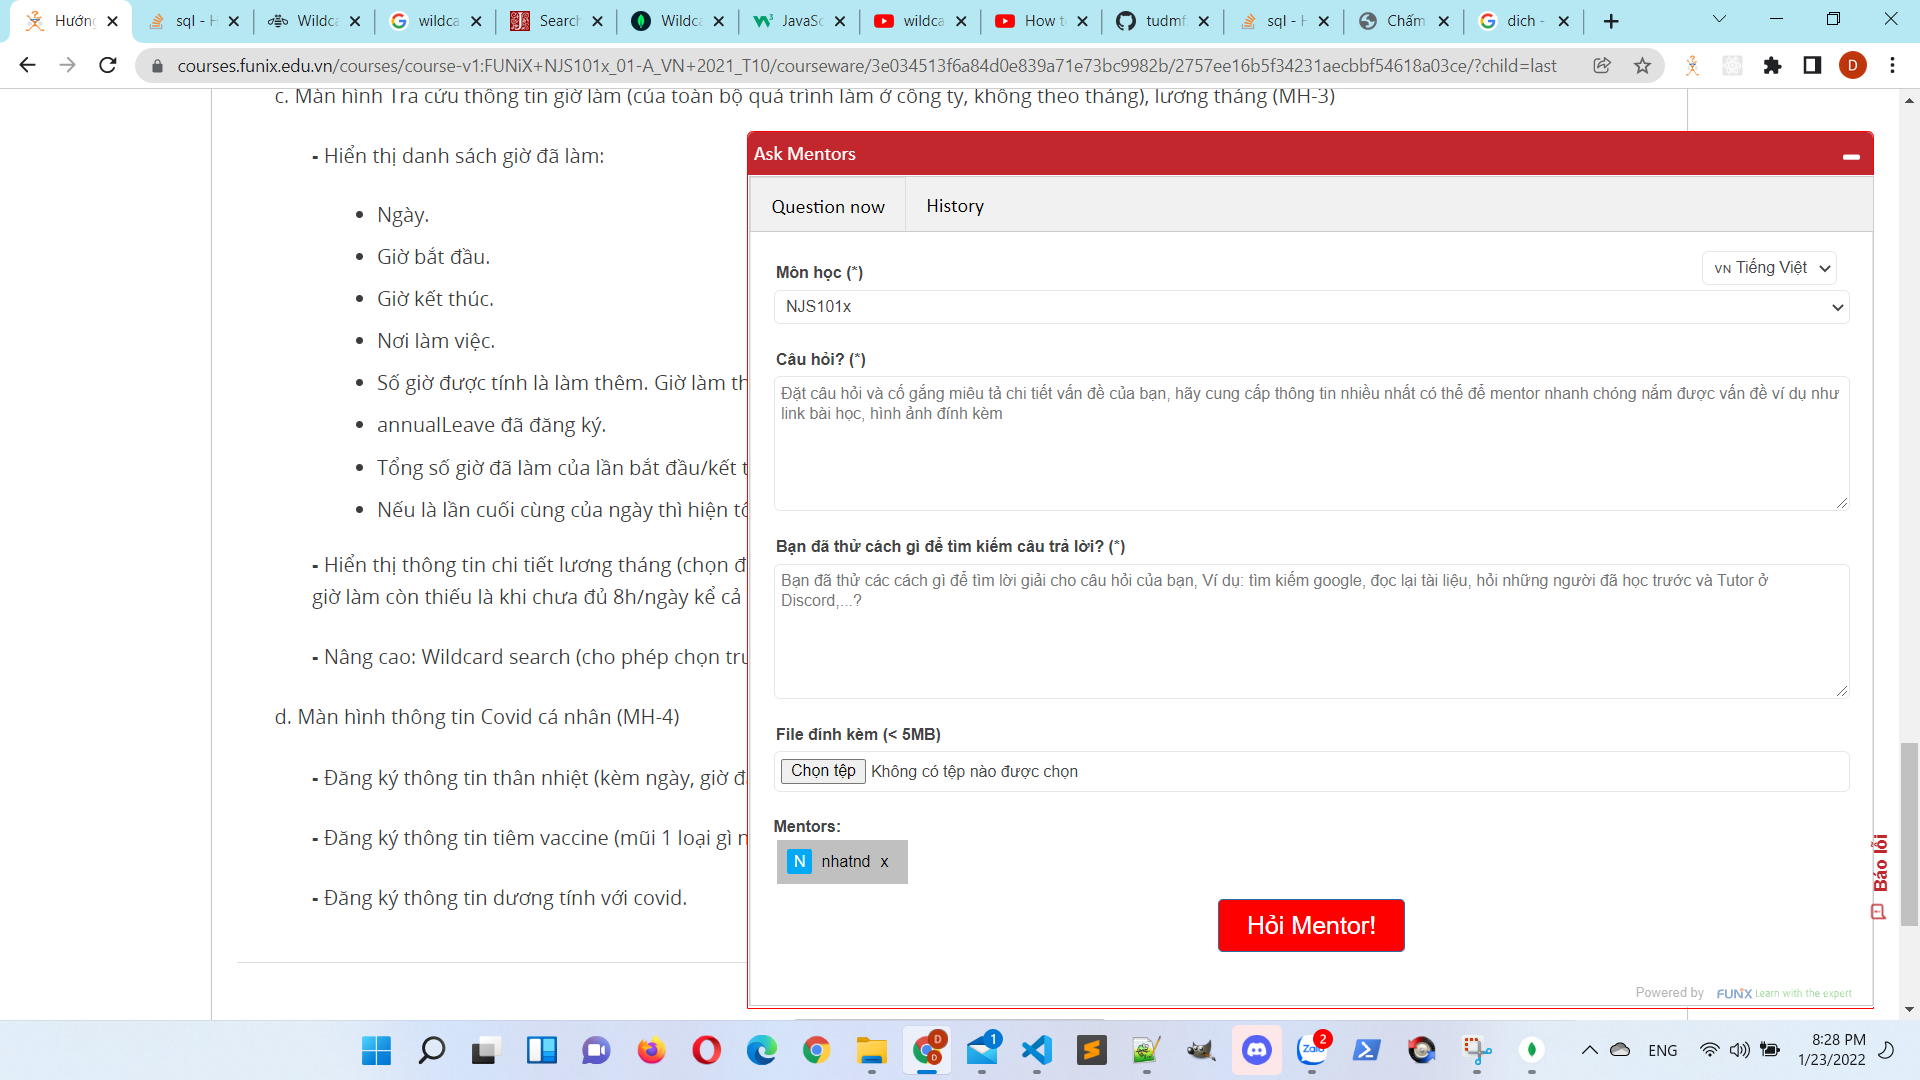 Hướng
sql - H
Wildca
wildca
Search
Wildca
JavaSc
wildca
How to
tudmf
sql - H
Chấm
dich -
courses.funix.edu.vn/courses/course-v1:FUNiX+NJS101x_01-A_VN+2021_T10/courseware/3e034513f6a84d0e839a71e73bc9982b/2757ee16b5f34231aecbbf54618a03ce/?child=last
D
c. Màn hình Tra cứu thông tin giờ làm (của toàn bộ quá trình làm ở công ty, không theo tháng), lương tháng (MH-3)
- Hiển thị danh sách giờ đã làm:
Ngày.
Giờ bắt đầu.
Giờ kết thúc.
Nơi làm việc.
Số giờ được tính là làm thêm. Giờ làm th
annualLeave đã đăng ký.
Tổng số giờ đã làm của lần bắt đầu/kết t
Nếu là lần cuối cùng của ngày thì hiện tổ
- Hiển thị thông tin chi tiết lương tháng (chọn đ
giờ làm còn thiếu là khi chưa đủ 8h/ngày kể cả
- Nâng cao: Wildcard search (cho phép chọn trư
d. Màn hình thông tin Covid cá nhân (MH-4)
- Đăng ký thông tin thân nhiệt (kèm ngày, giờ đă
- Đăng ký thông tin tiêm vaccine (mũi 1 loại gì n
- Đăng ký thông tin dương tính với covid.
Ask Mentors
Question now
History
Môn học (*)
VN Tiếng Việt
NJS101x
Câu hỏi? (*)
Đặt câu hỏi và cố gắng miêu tả chi tiết vấn đề của bạn, hãy cung cấp thông tin nhiều nhất có thể để mentor nhanh chóng nắm được vấn đề ví dụ như
link bài học, hình ảnh đính kèm
Bạn đã thử cách gì để tìm kiếm câu trả lời? (*)
Bạn đã thử các cách gì để tìm lời giải cho câu hỏi của bạn, Ví dụ: tìm kiếm google, đọc lại tài liệu, hỏi những người đã học trước và Tutor ở
Discord,...?
File đính kèm (< 5MB)
Chọn tệp Không có tệp nào được chọn
Mentors:
N nhatnd x
Hỏi Mentor!
Báo lỗi
Powered by FUNiX Learn with the expert
D
D
1
Zalo
2
ENG
8:28 PM
1/23/2022